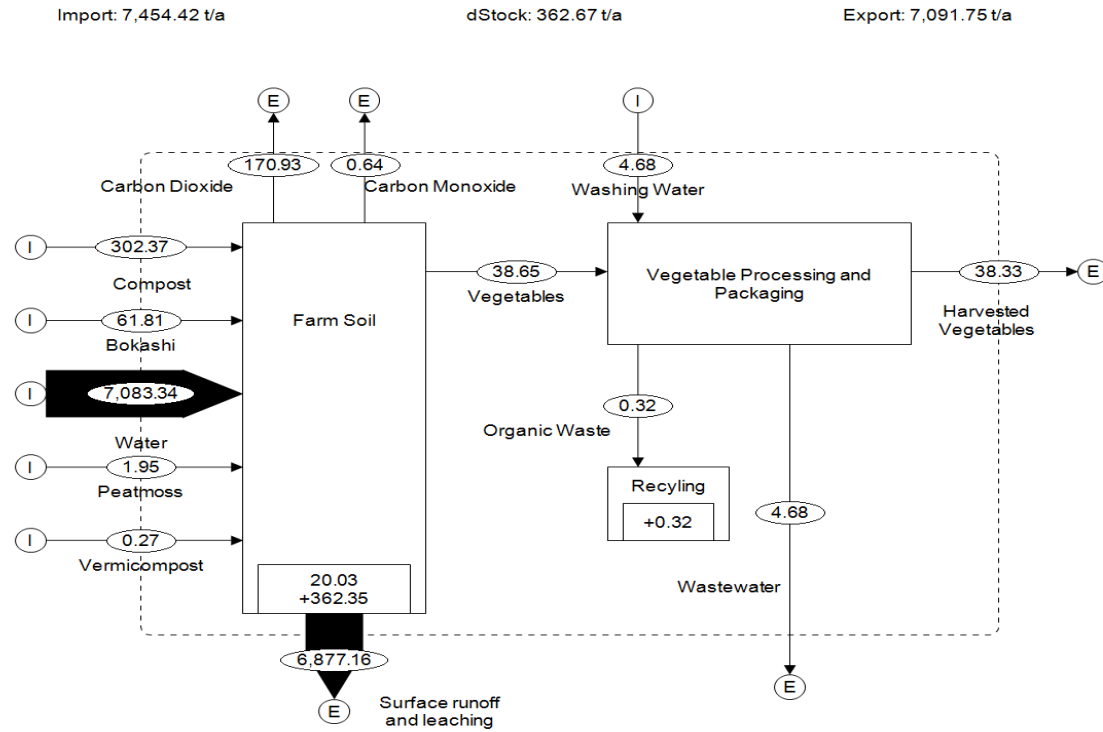 Import: 7,454.42 t/a
dStock: 362.67 t/a
Export: 7,091.75 t/a
E
E
I
170.93
0.64
4.68
Carbon Dioxide
Carbon Monoxide
Washing Water
I
302.37
Compost
I
61.81
Bokashi
I
7,083.34
Water
I
1.95
Peatmoss
I
0.27
Vermicompost
Farm Soil
20.03
+362.35
38.65
Vegetables
Vegetable Processing and
Packaging
38.33
E
Harvested
Vegetables
0.32
Organic Waste
Recyling
+0.32
4.68
Wastewater
E
6,877.16
E
Surface runoff
and leaching